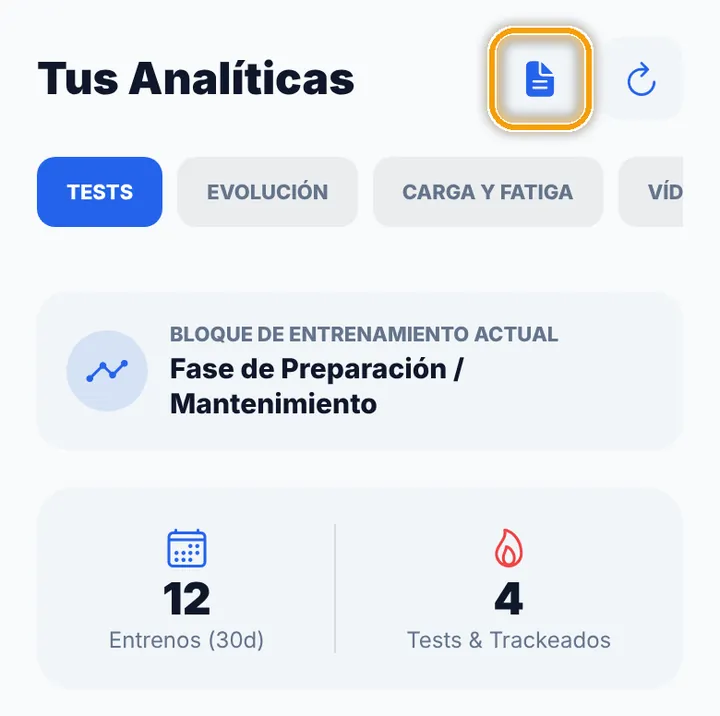 Tus Analíticas
TESTS
EVOLUCIÓN
CARGA Y FATIGA
VÍD
BLOQUE DE ENTRENAMIENTO ACTUAL
Fase de Preparación /
Mantenimiento
12
Entrenos (30d)
4
Tests & Trackeados